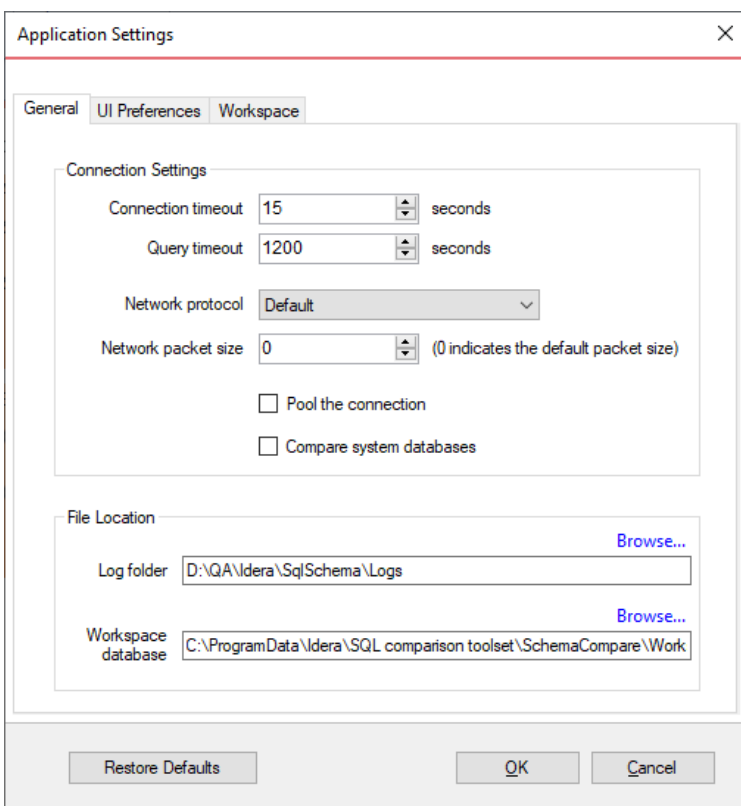 Application Settings
General UI Preferences Workspace
Connection Settings
Connection timeout 15 seconds
Query timeout 1200 seconds
Network protocol Default
Network packet size 0 (0 indicates the default packet size)
Pool the connection
Compare system databases
File Location
Browse...
Log folder D:\QA\Idera\SqlSchema\Logs
Browse...
Workspace
database C:\ProgramData\Idera\SQL comparison toolset\SchemaCompare\Work
Restore Defaults OK Cancel